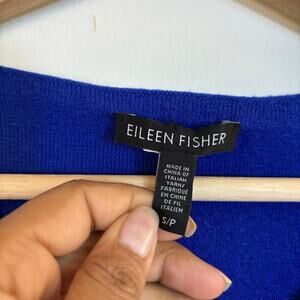 EILEEN FISHER
MADE IN
CHINA OF
ITALIAN
YARN/
FABRIQUÉ
EN CHINE
DE FIL
ITALIEN
S/P